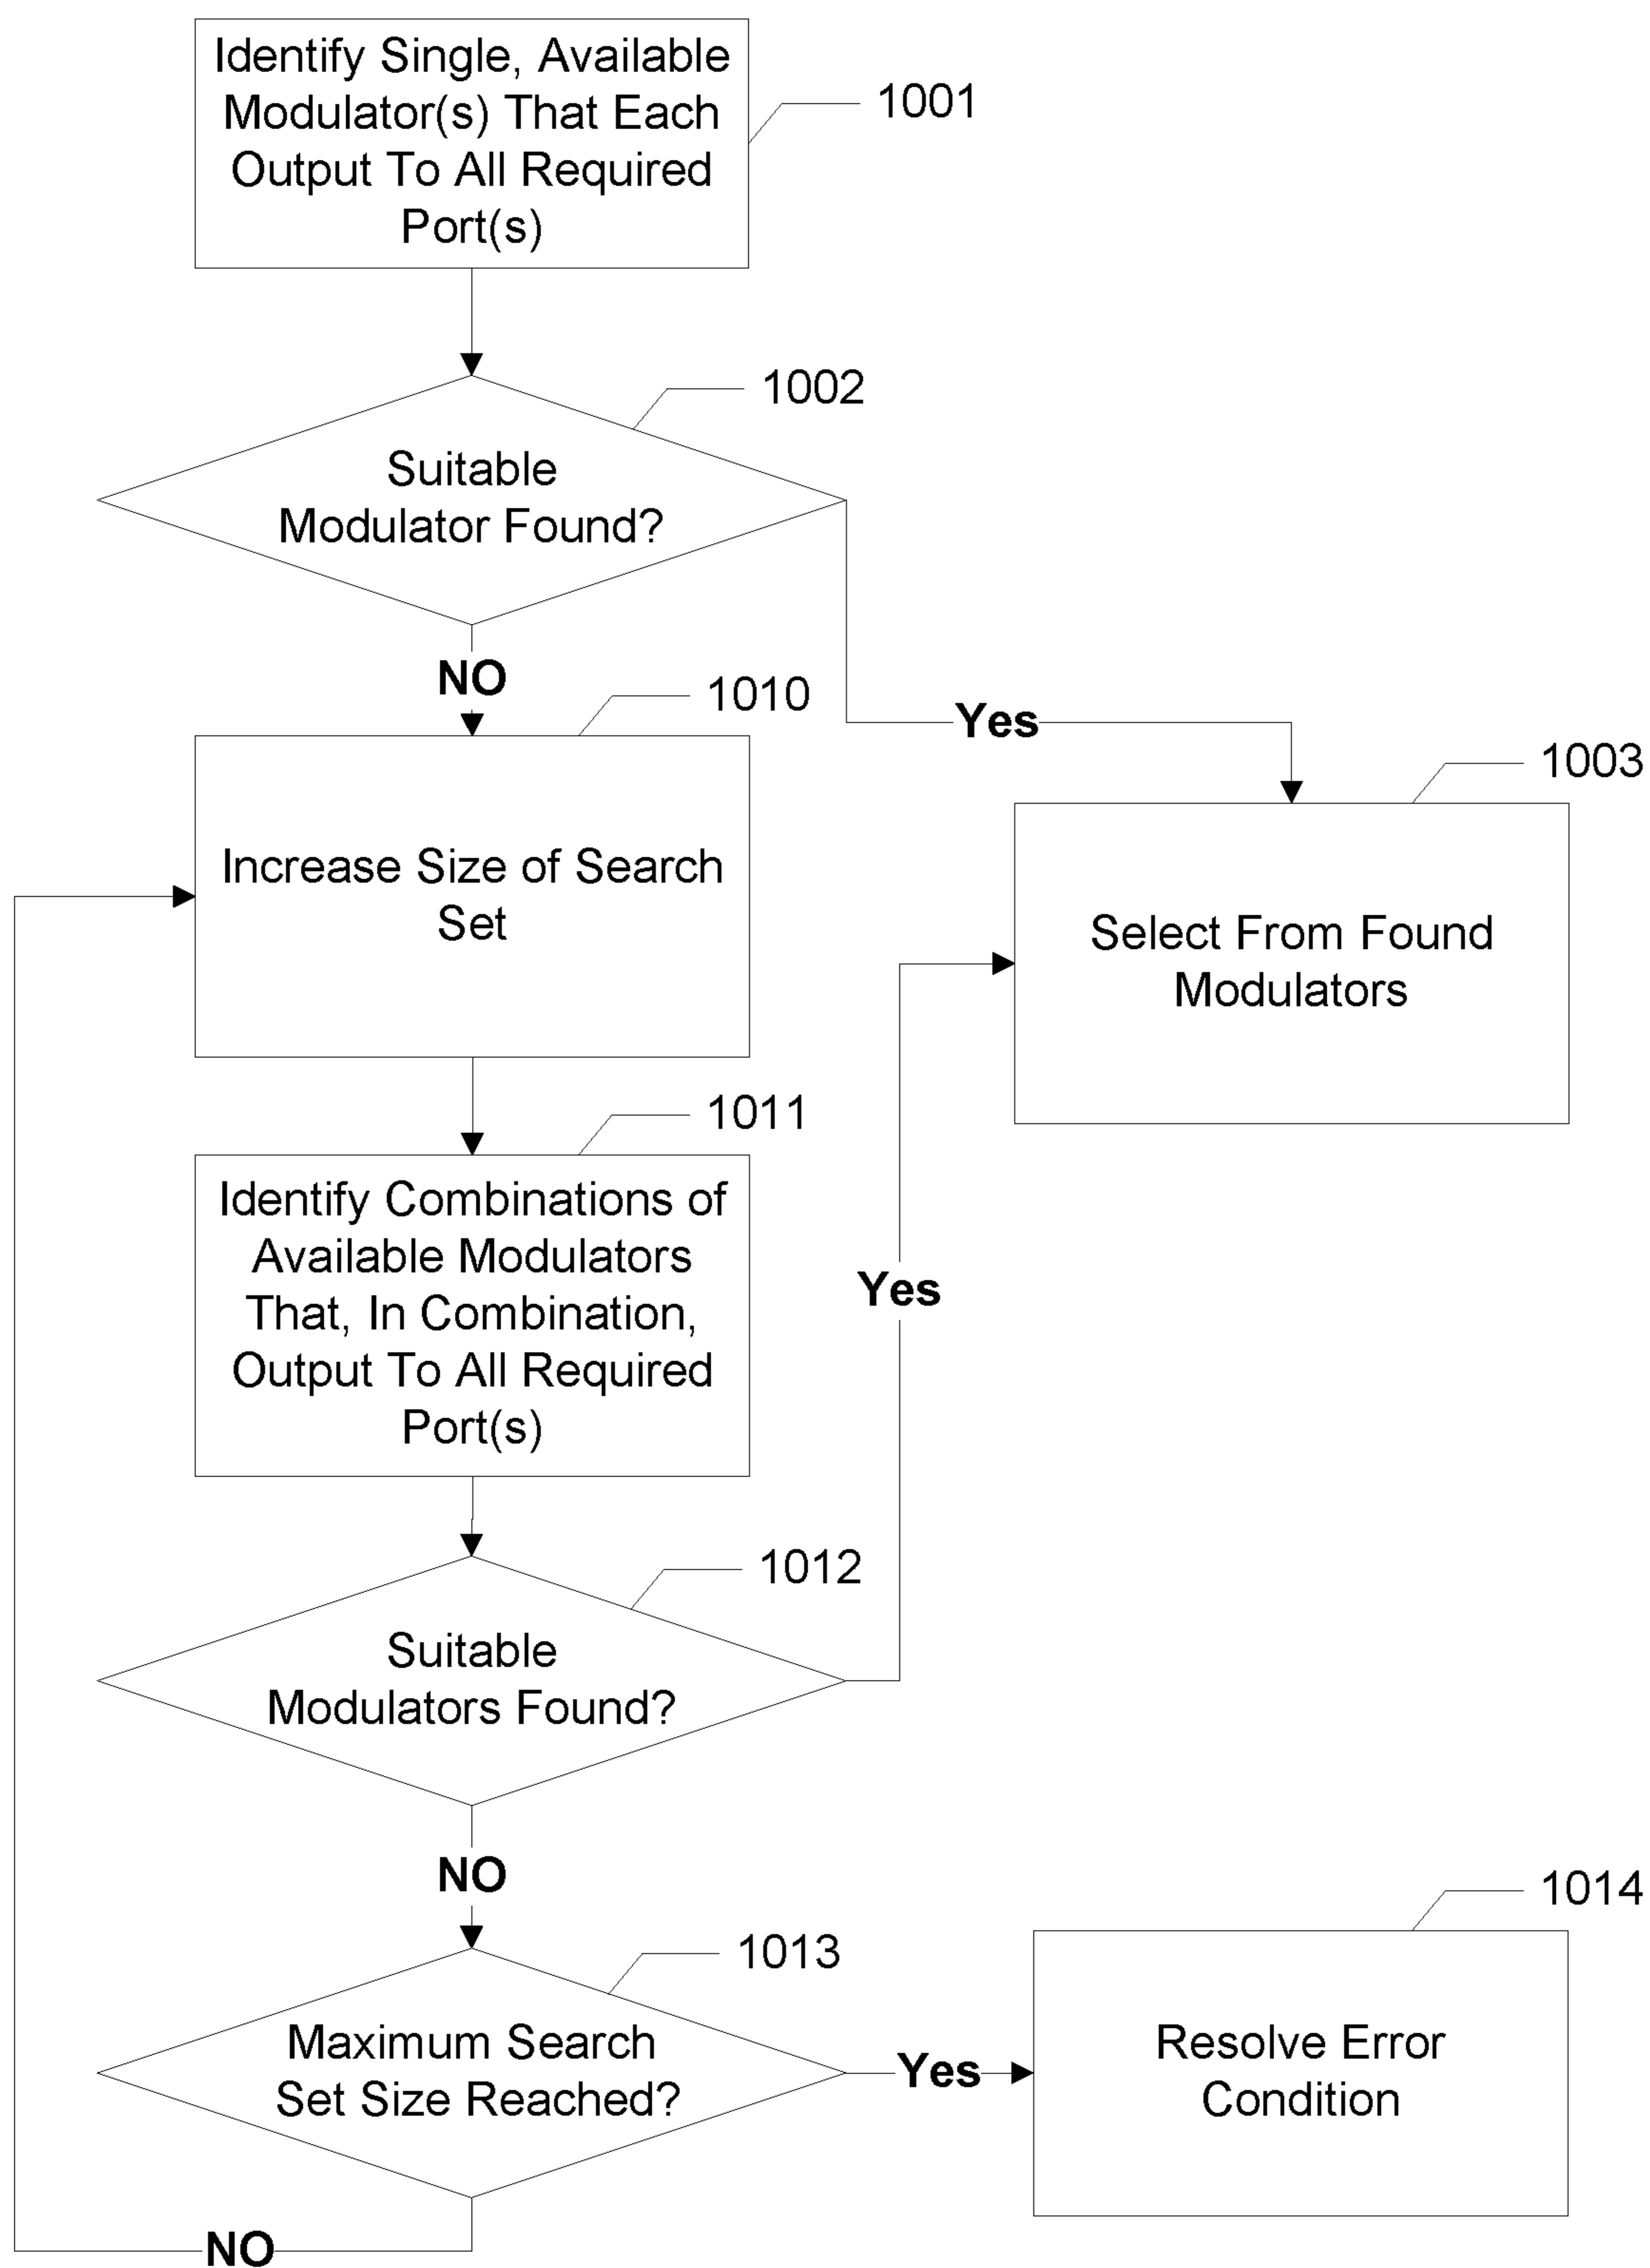 Identify Single, Available
Modulator(s) That Each
Output To All Required
Port(s)
1001
1002
Suitable
Modulator Found?
NO
Yes
1010
1003
Increase Size of Search
Set
Select From Found
Modulators
1011
Identify Combinations of
Available Modulators
That, In Combination,
Output To All Required
Port(s)
Yes
1012
Suitable
Modulators Found?
NO
1013
1014
Maximum Search
Set Size Reached?
Yes
Resolve Error
Condition
NO